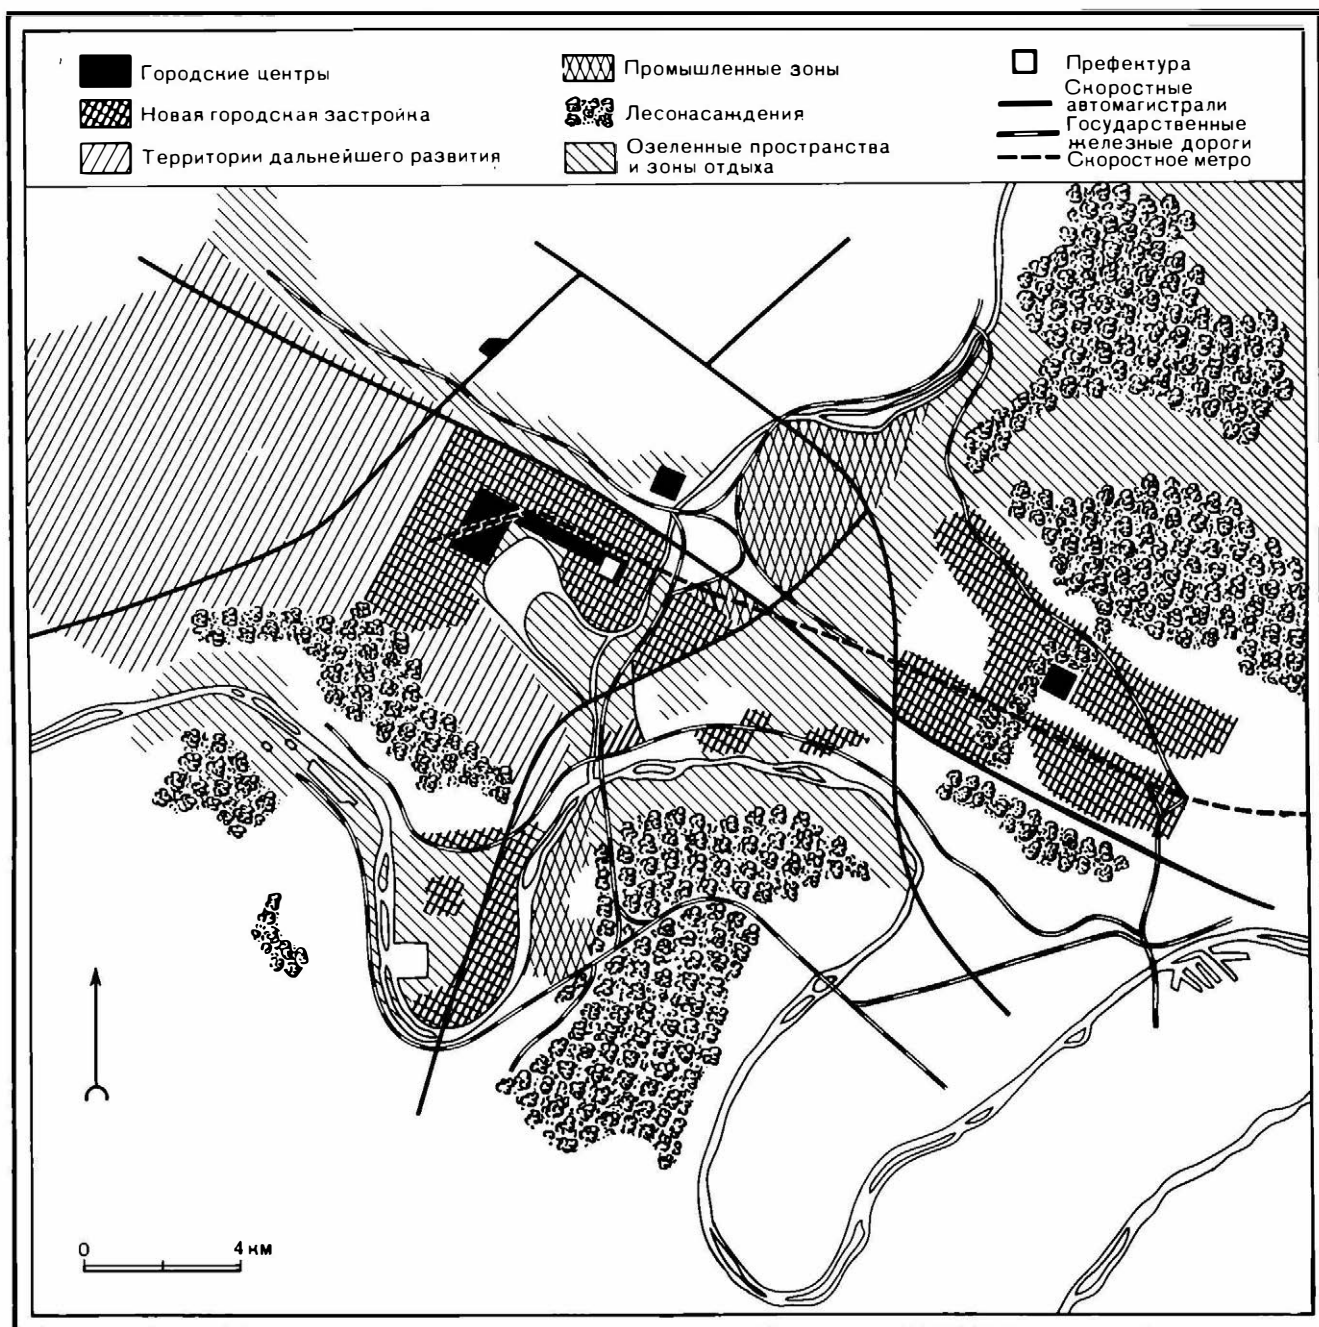 Городские центры
Новая городская застройка
Территории дальнейшего развития
Промышленные зоны
Лесонасаждения
Озеленные пространства
и зоны отдыха
Префектура
Скоростные
автомагистрали
Государственные
железные дороги
Скоростное метро
0 4 км